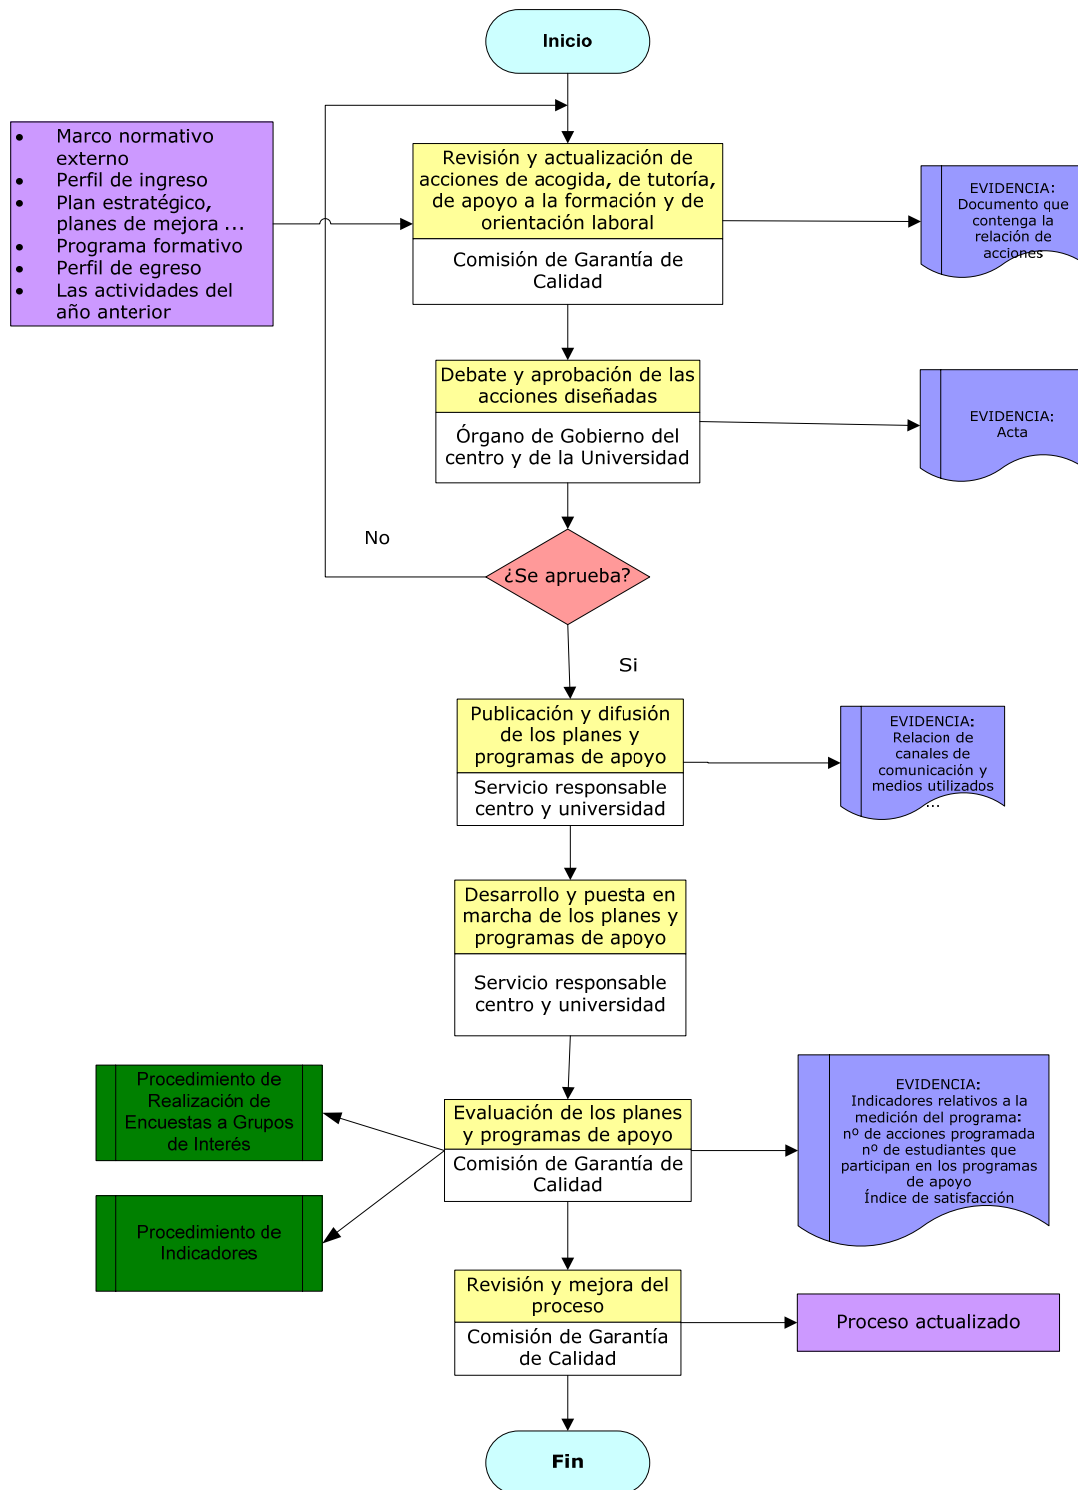 Inicio
• Marco normativo
externo
• Perfil de ingreso
• Plan estratégico,
planes de mejora ...
• Programa formativo
• Perfil de egreso
• Las actividades del
año anterior
Revisión y actualización de
acciones de acogida, de tutoría,
de apoyo a la formación y de
orientación laboral
Comisión de Garantía de
Calidad
EVIDENCIA:
Documento que
contenga la
relación de
acciones
Debate y aprobación de las
acciones diseñadas
Órgano de Gobierno del
centro y de la Universidad
EVIDENCIA:
Acta
No
¿Se aprueba?
Si
Publicación y difusión
de los planes y
programas de apoyo
Servicio responsable
centro y universidad
EVIDENCIA:
Relacion de
canales de
comunicación y
medios utilizados
...
Desarrollo y puesta en
marcha de los planes y
programas de apoyo
Servicio responsable
centro y universidad
Procedimiento de
Realización de
Encuestas a Grupos
de Interés
Evaluación de los planes
y programas de apoyo
Comisión de Garantía de
Calidad
EVIDENCIA:
Indicadores relativos a la
medición del programa:
nº de acciones programada
nº de estudiantes que
participan en los programas
de apoyo
Índice de satisfacción
Procedimiento de
Indicadores
Revisión y mejora del
proceso
Comisión de Garantía
de Calidad
Proceso actualizado
Fin